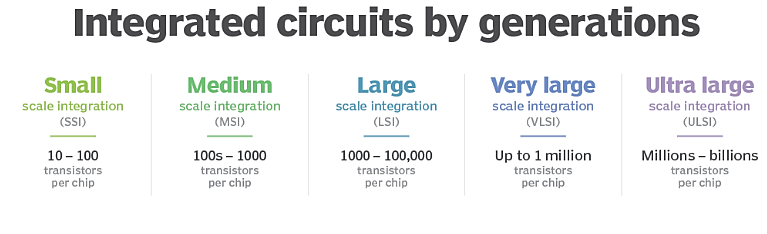 Integrated circuits by generations
Small
scale integration
(SSI)
10 – 100
transistors
per chip
Medium
scale integration
(MSI)
100s – 1000
transistors
per chip
Large
scale integration
(LSI)
1000 – 100,000
transistors
per chip
Very large
scale integration
(VLSI)
Up to 1 million
transistors
per chip
Ultra large
scale integration
(ULSI)
Millions – billions
transistors
per chip